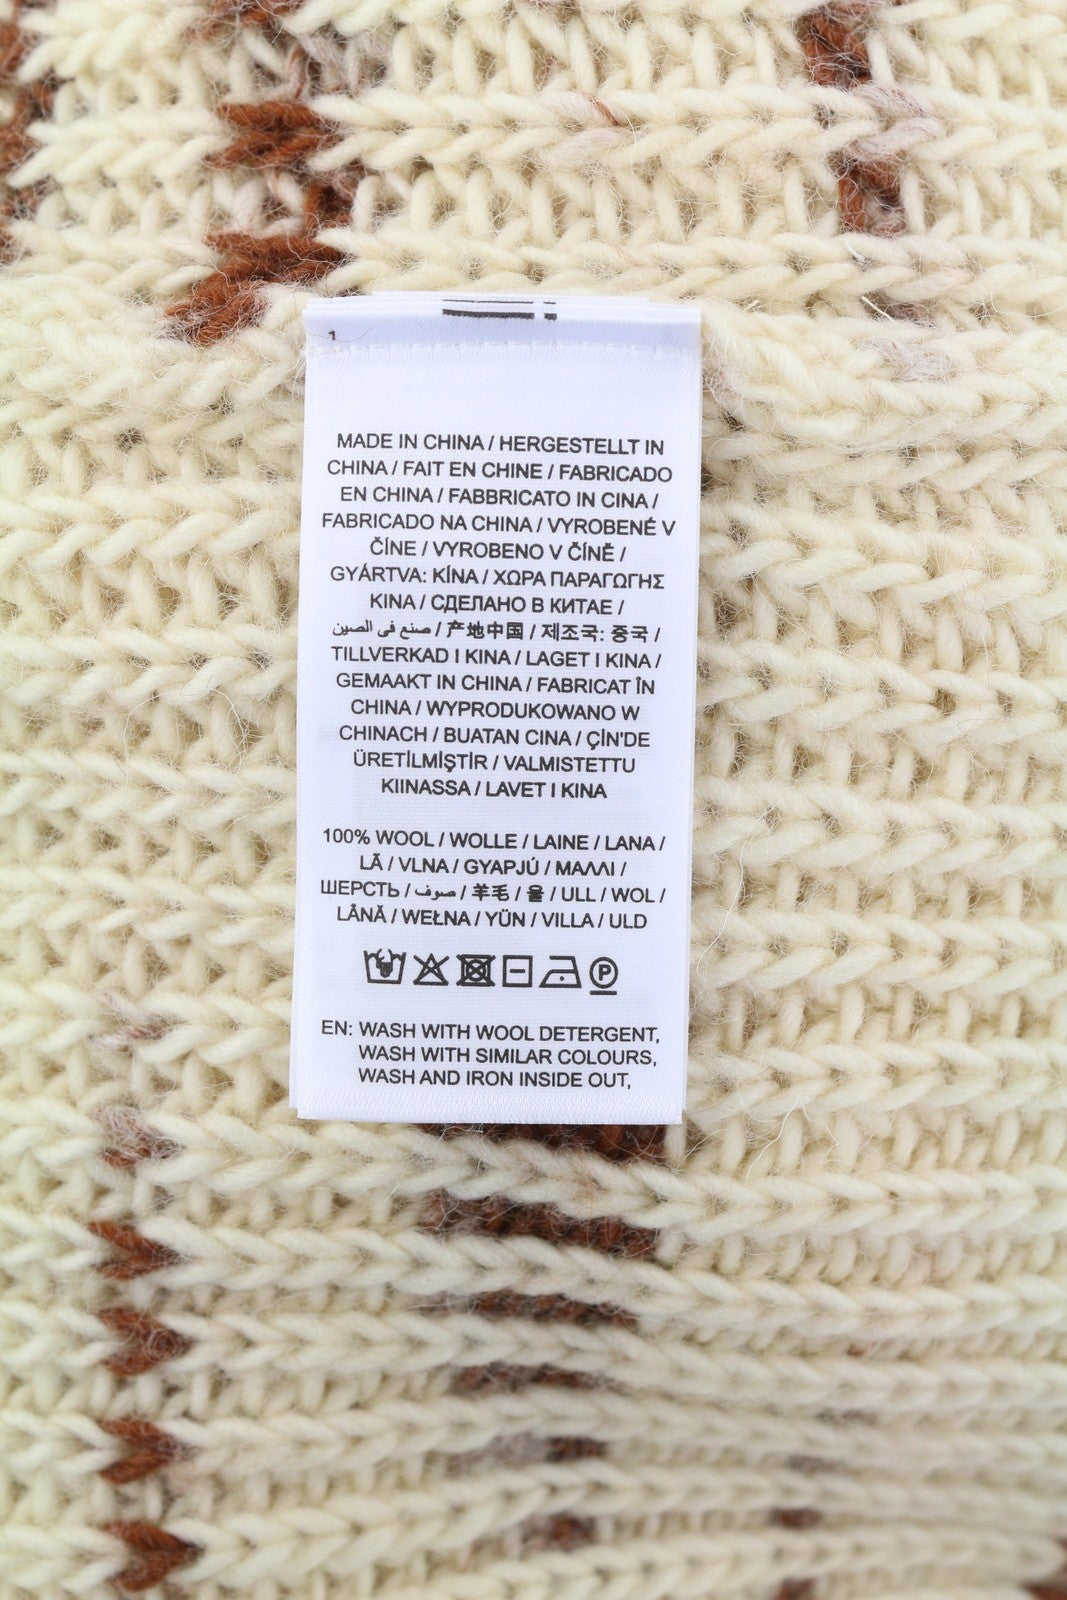 1
MADE IN CHINA / HERGESTELLT IN
CHINA / FAIT EN CHINE / FABRICADO
EN CHINA / FABBRICATO IN CINA /
FABRICADO NA CHINA / VYROBENÉ V
ČÍNE / VYROBENO V ČÍNĚ /
GYÁRTVA: KÍNA / ΧΩΡΑ ΠΑΡΑΓΩΓΗΣ
KINA / СДЕЛАНО В КИТАЕ /
صنع في الصين / 产地中国 / 제조국: 중국 /
TILLVERKAD I KINA / LAGET I KINA /
GEMAAKT IN CHINA / FABRICAT ÎN
CHINA / WYPRODUKOWANO W
CHINACH / BUATAN CINA / ÇİN'DE
ÜRETİLMİŞTİR / VALMISTETTU
KIINASSA / LAVET I KINA
100% WOOL / WOLLE / LAINE / LANA /
LÃ / VLNA / GYAPJÚ / ΜΑΛΛΙ /
ШЕРСТЬ / صوف / 羊毛 / 울 / ULL / WOL /
LÂNĂ / WEŁNA / YÜN / VILLA / ULD
P
EN: WASH WITH WOOL DETERGENT,
WASH WITH SIMILAR COLOURS,
WASH AND IRON INSIDE OUT,